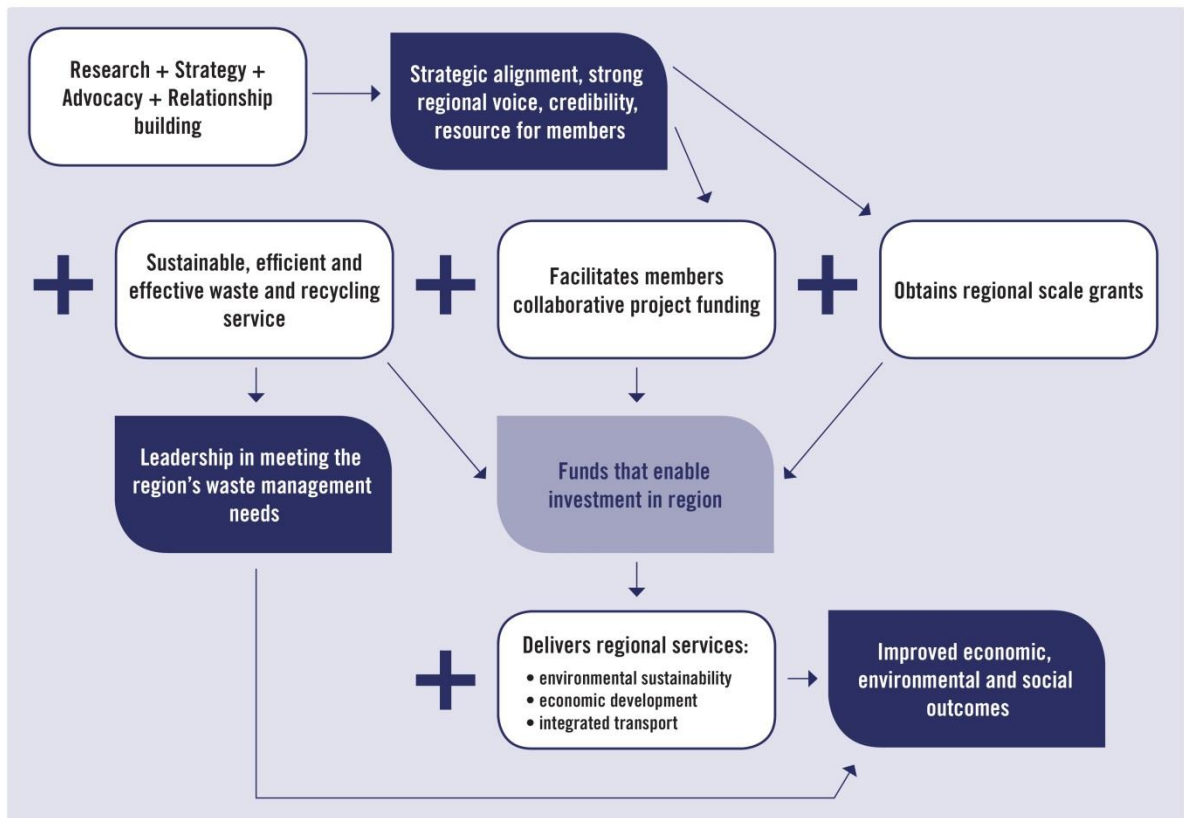 Research + Strategy +
Advocacy + Relationship
building
Strategic alignment, strong
regional voice, credibility,
resource for members
+
Sustainable, efficient and
effective waste and recycling
service
+
Facilitates members
collaborative project funding
+
Obtains regional scale grants
Leadership in meeting the
region’s waste management
needs
Funds that enable
investment in region
+
Delivers regional services:
• environmental sustainability
• economic development
• integrated transport
Improved economic,
environmental and social
outcomes